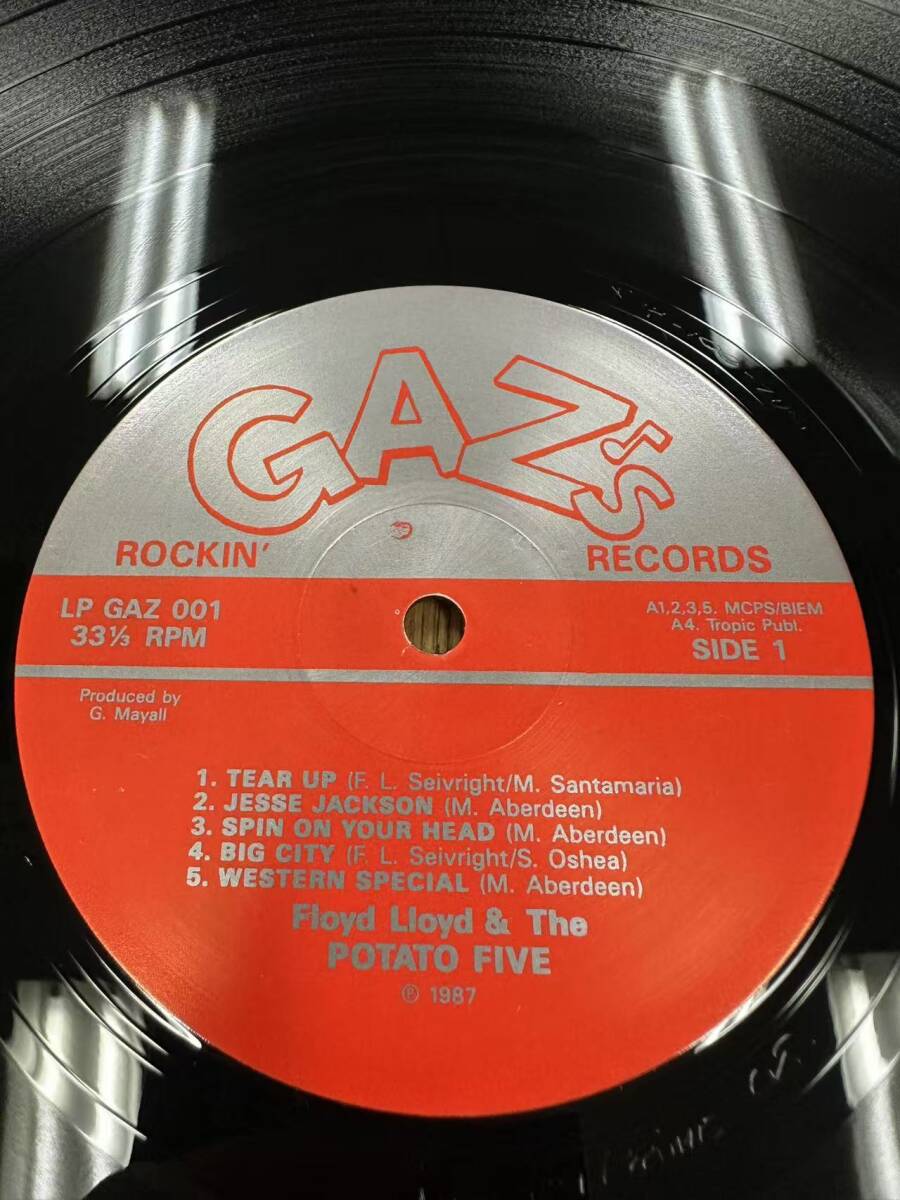 GAZ'S
ROCKIN' RECORDS
LP GAZ 001
33⅓ RPM
A1,2,3,5. MCPS/BIEM
A4. Tropic Publ.
SIDE 1
Produced by
G. Mayall
1. TEAR UP (F. L. Seivright/M. Santamaria)
2. JESSE JACKSON (M. Aberdeen)
3. SPIN ON YOUR HEAD (M. Aberdeen)
4. BIG CITY (F. L. Seivright/S. Oshea)
5. WESTERN SPECIAL (M. Aberdeen)
Floyd Lloyd & The
POTATO FIVE
℗ 1987